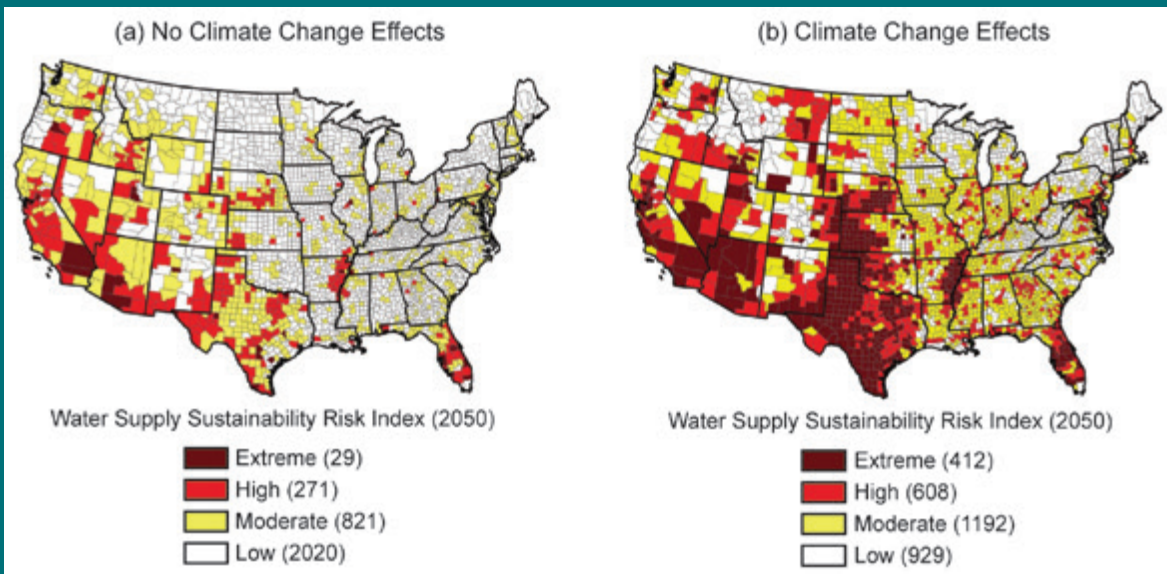 (a) No Climate Change Effects
Water Supply Sustainability Risk Index (2050)
Extreme (29)
High (271)
Moderate (821)
Low (2020)
(b) Climate Change Effects
Water Supply Sustainability Risk Index (2050)
Extreme (412)
High (608)
Moderate (1192)
Low (929)